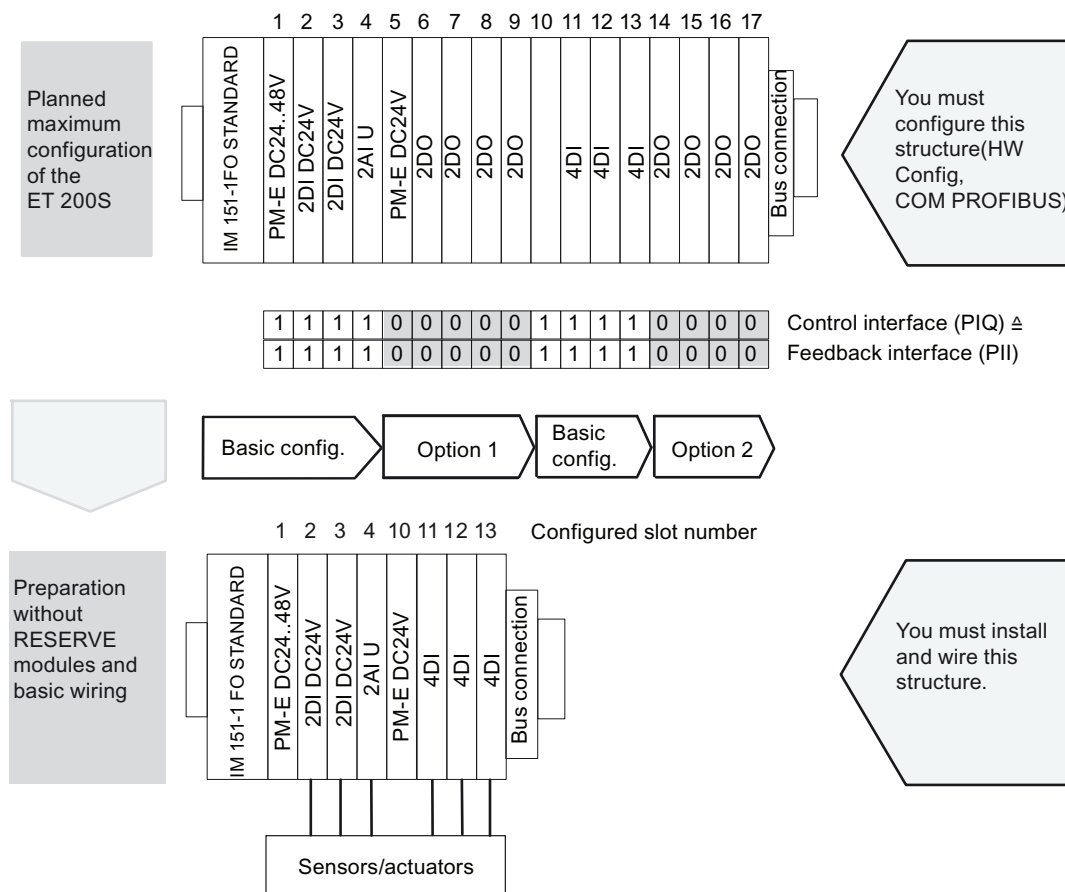 1 2 3 4 5 6 7 8 9 10 11 12 13 14 15 16 17
Planned
maximum
configuration
of the
ET 200S
IM 151-1FO STANDARD
PM-E DC24..48V
2DI DC24V
2DI DC24V
2AI U
PM-E DC24V
2DO
2DO
2DO
2DO
4DI
4DI
4DI
2DO
2DO
2DO
2DO
Bus connection
You must
configure this
structure(HW
Config,
COM PROFIBUS)
1 1 1 1 0 0 0 0 0 1 1 1 1 0 0 0 0
Control interface (PIQ) ≙
1 1 1 1 0 0 0 0 0 1 1 1 1 0 0 0 0
Feedback interface (PII)
Basic config.
Option 1
Basic
config.
Option 2
1 2 3 4 10 11 12 13
Configured slot number
Preparation
without
RESERVE
modules and
basic wiring
IM 151-1 FO STANDARD
PM-E DC24..48V
2DI DC24V
2DI DC24V
2AI U
PM-E DC24V
4DI
4DI
4DI
Bus connection
You must install
and wire this
structure.
Sensors/actuators